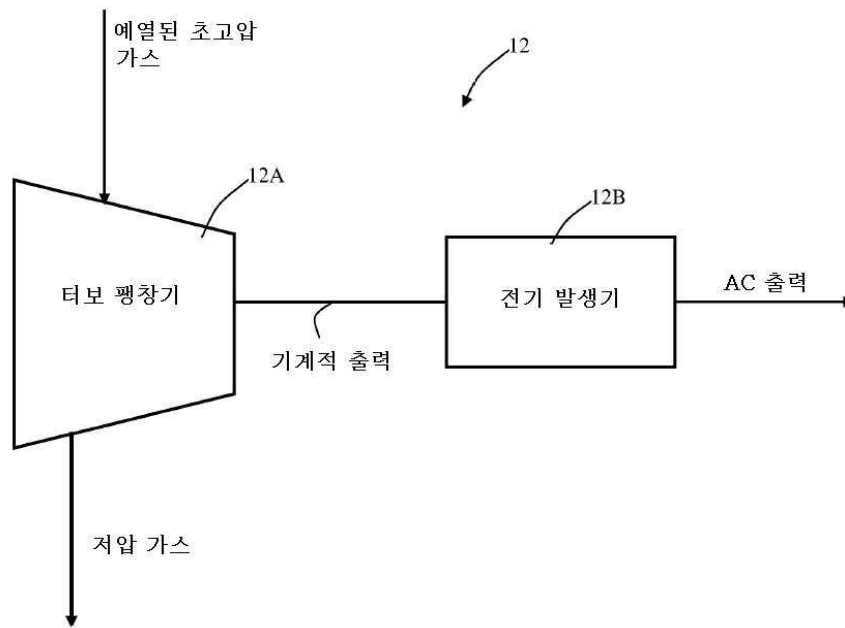 예열된 초고압
가스
12
12A
12B
터보 팽창기
전기 발생기
AC 출력
기계적 출력
저압 가스